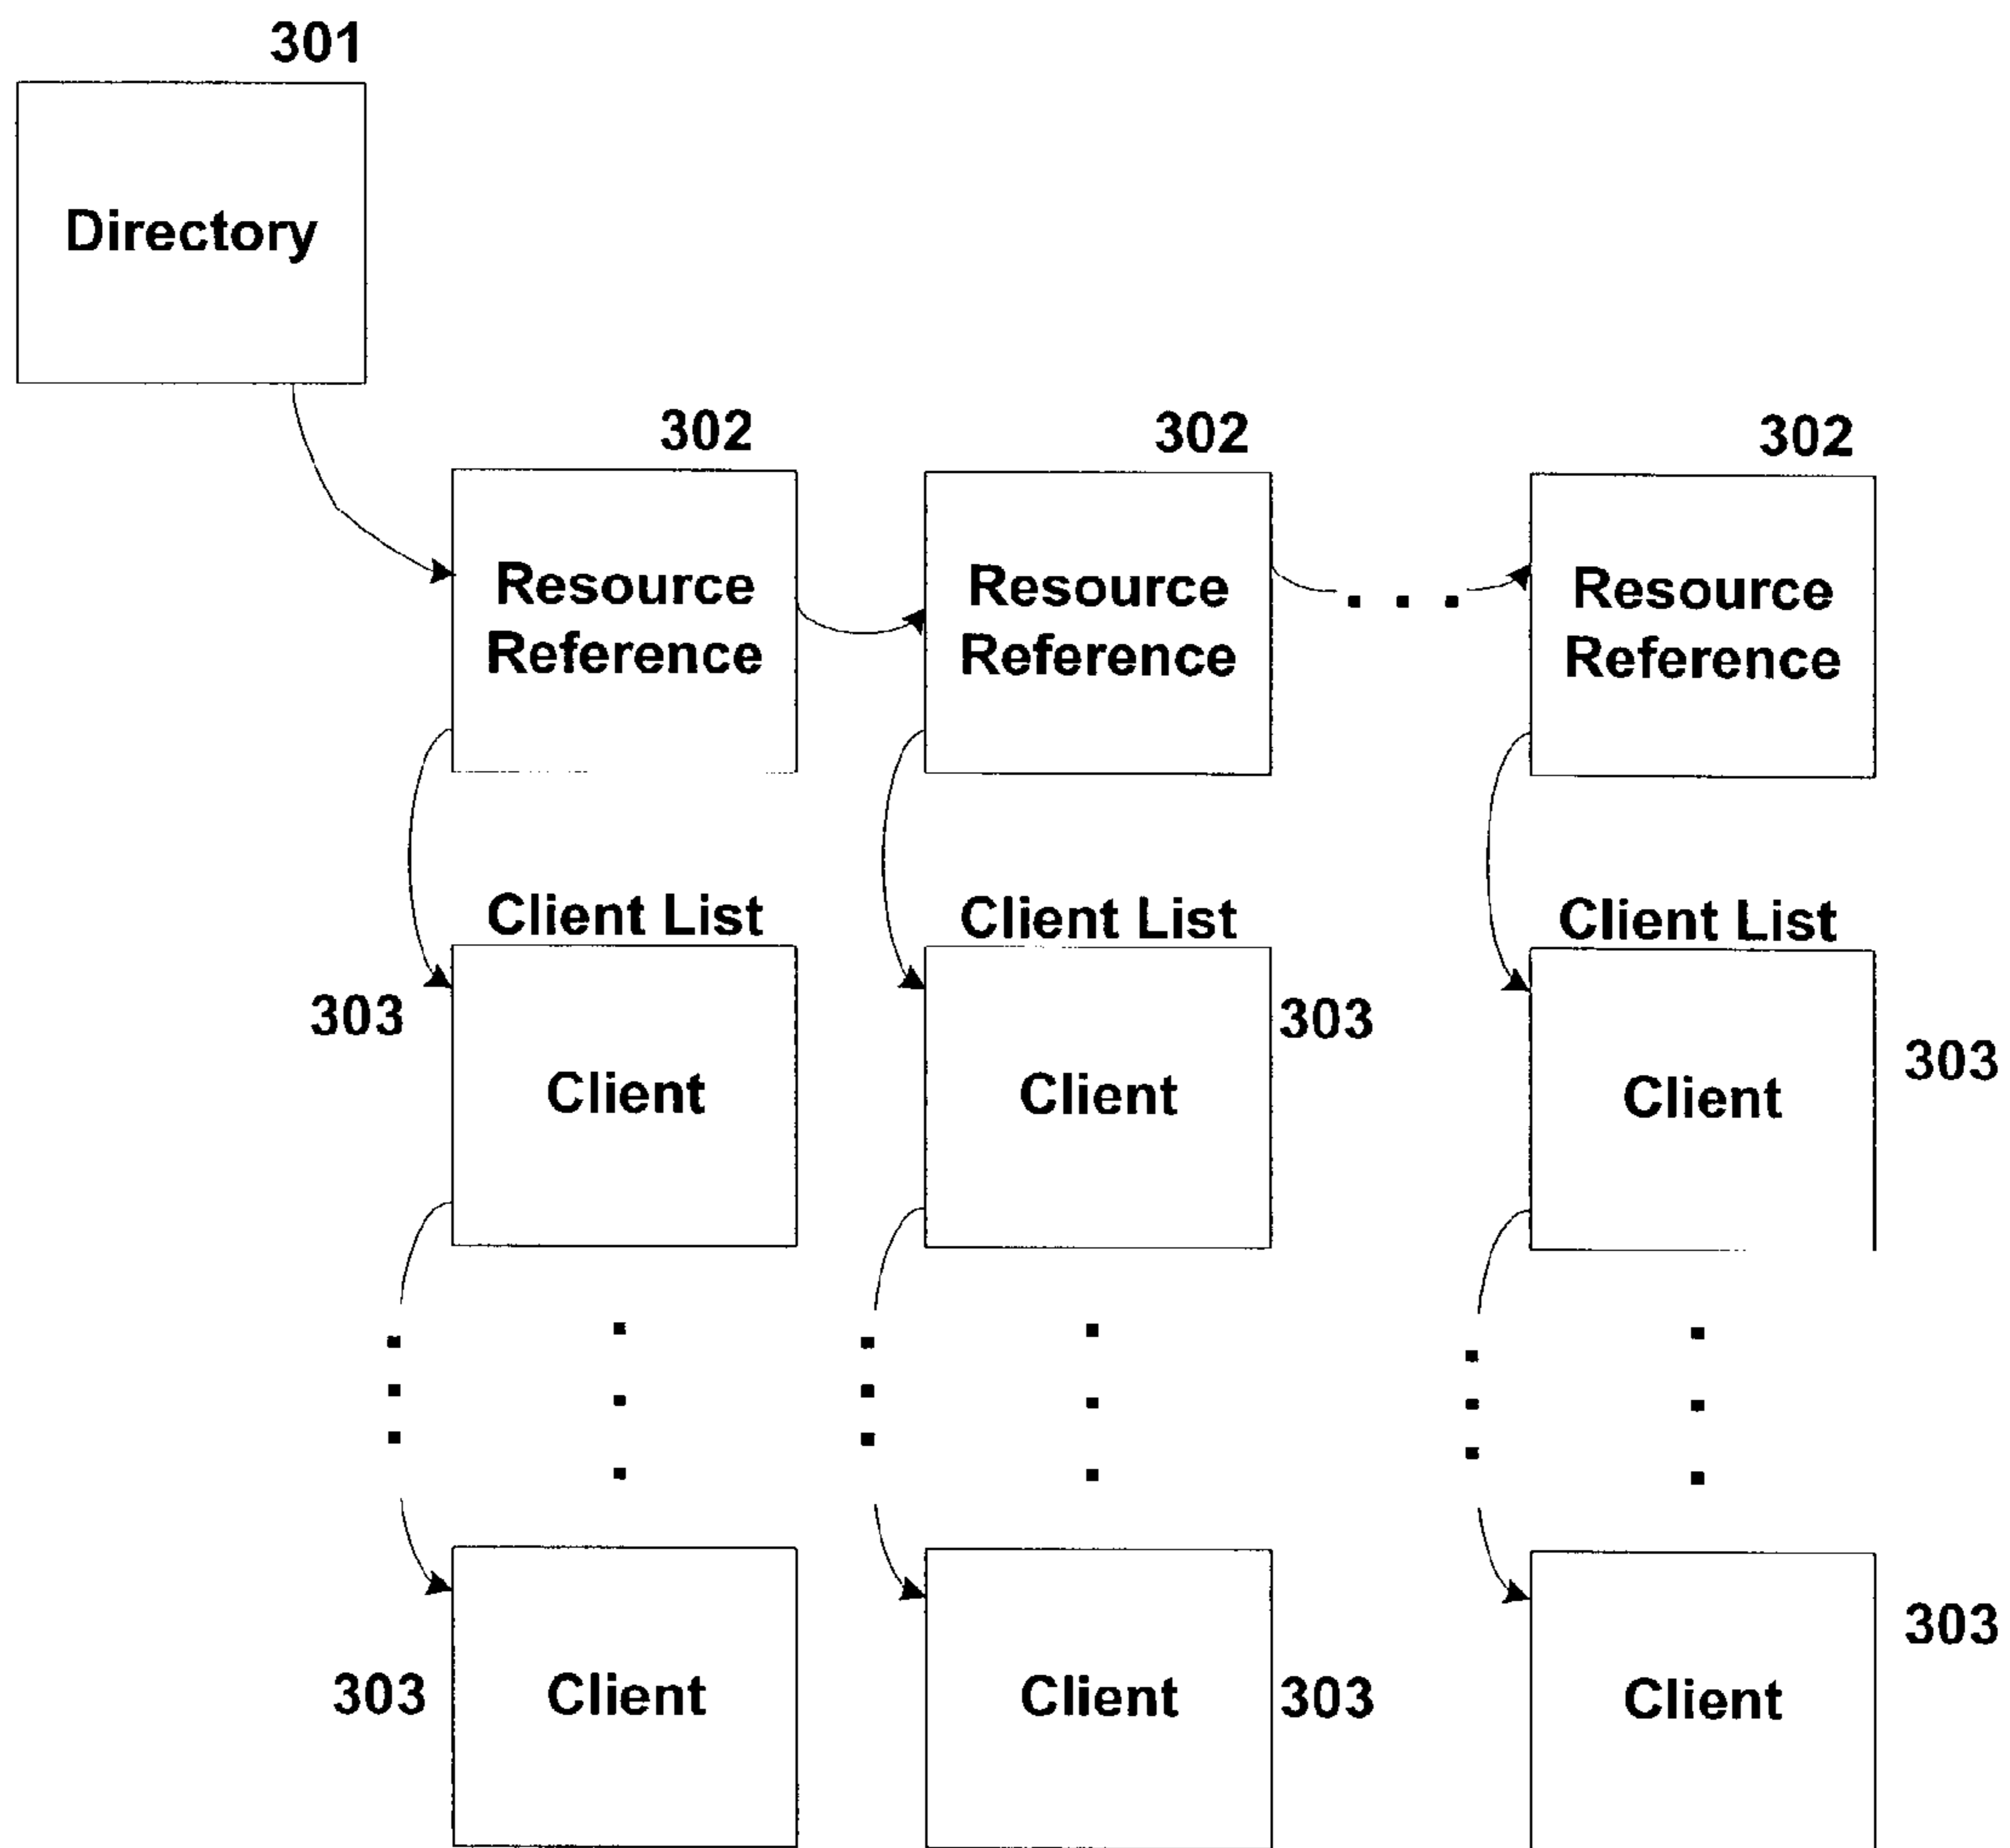 301
Directory
302
302
302
Resource
Reference
Resource
Reference
. . .
Resource
Reference
Client List
Client List
Client List
303
Client
Client
303
Client
303
303
Client
Client
303
Client
303